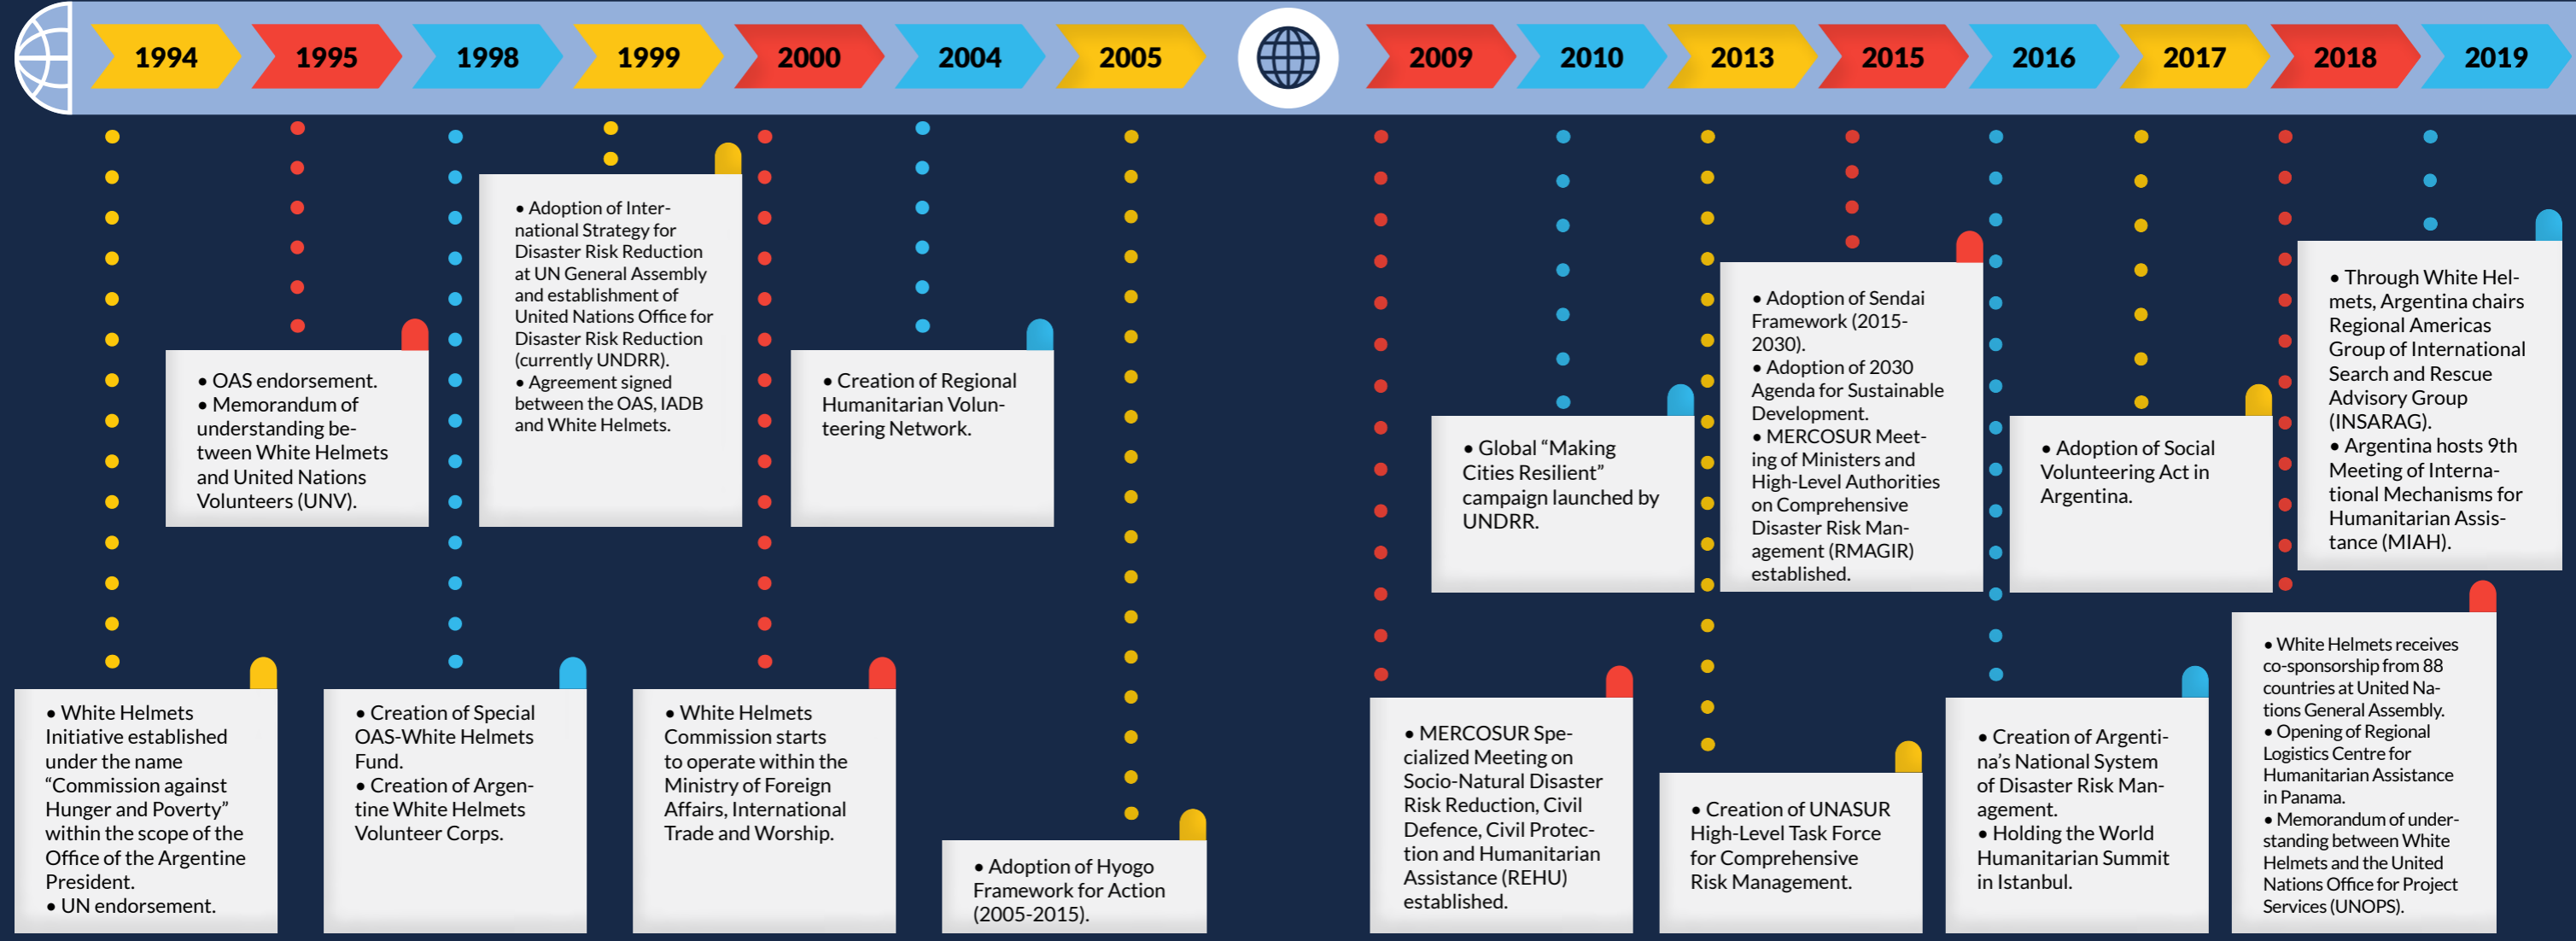 1994
1995
1998
1999
2000
2004
2005
2009
2010
2013
2015
2016
2017
2018
2019
• White Helmets
Initiative established
under the name
“Commission against
Hunger and Poverty”
within the scope of the
Office of the Argentine
President.
• UN endorsement.
• OAS endorsement.
• Memorandum of
understanding be-
tween White Helmets
and United Nations
Volunteers (UNV).
• Creation of Special
OAS-White Helmets
Fund.
• Creation of Argen-
tine White Helmets
Volunteer Corps.
• Adoption of Inter-
national Strategy for
Disaster Risk Reduction
at UN General Assembly
and establishment of
United Nations Office for
Disaster Risk Reduction
(currently UNDRR).
• Agreement signed
between the OAS, IADB
and White Helmets.
• White Helmets
Commission starts
to operate within the
Ministry of Foreign
Affairs, International
Trade and Worship.
• Creation of Regional
Humanitarian Volun-
teering Network.
• Adoption of Hyogo
Framework for Action
(2005-2015).
• MERCOSUR Spe-
cialized Meeting on
Socio-Natural Disaster
Risk Reduction, Civil
Defence, Civil Protec-
tion and Humanitarian
Assistance (REHU)
established.
• Global “Making
Cities Resilient”
campaign launched by
UNDRR.
• Creation of UNASUR
High-Level Task Force
for Comprehensive
Risk Management.
• Adoption of Sendai
Framework (2015-
2030).
• Adoption of 2030
Agenda for Sustainable
Development.
• MERCOSUR Meet-
ing of Ministers and
High-Level Authorities
on Comprehensive
Disaster Risk Man-
agement (RMAGIR)
established.
• Creation of Argenti-
na’s National System
of Disaster Risk Man-
agement.
• Holding the World
Humanitarian Summit
in Istanbul.
• Adoption of Social
Volunteering Act in
Argentina.
• White Helmets receives
co-sponsorship from 88
countries at United Na-
tions General Assembly.
• Opening of Regional
Logistics Centre for
Humanitarian Assistance
in Panama.
• Memorandum of under-
standing between White
Helmets and the United
Nations Office for Project
Services (UNOPS).
• Through White Hel-
mets, Argentina chairs
Regional Americas
Group of International
Search and Rescue
Advisory Group
(INSARAG).
• Argentina hosts 9th
Meeting of Interna-
tional Mechanisms for
Humanitarian Assis-
tance (MIAH).